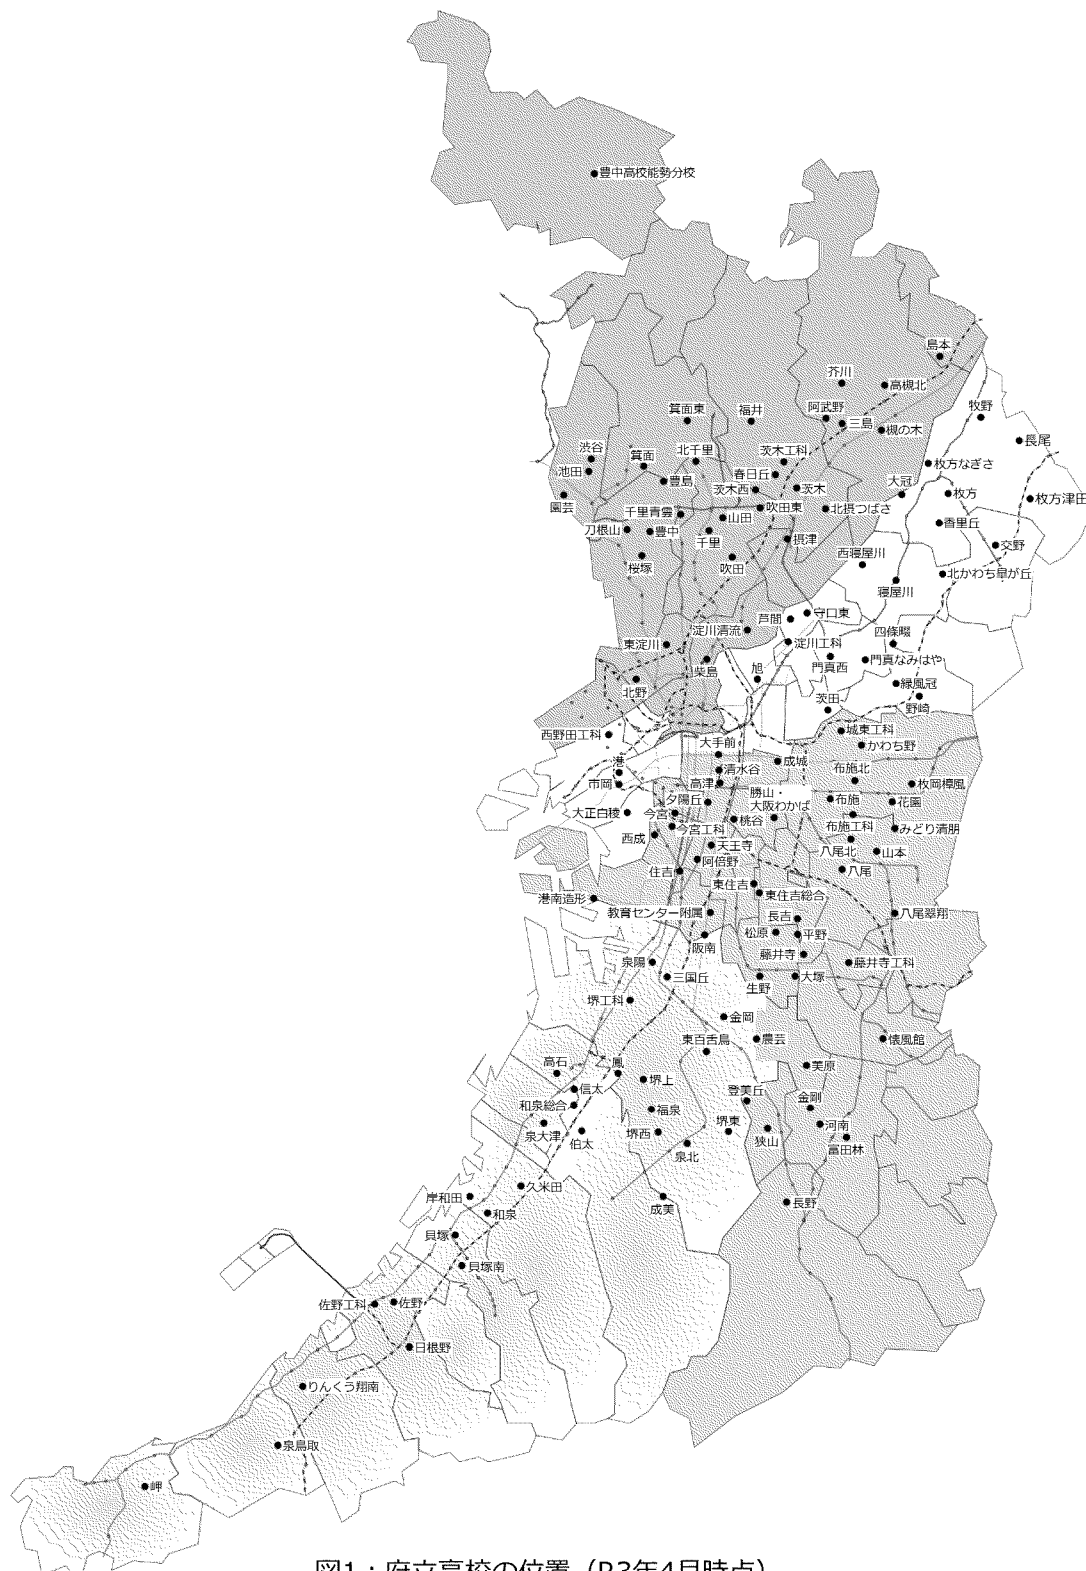 豊中高校能勢分校
島本
芥川
高槻北
箕面東
福井
阿武野
三島
槻の木
牧野
長尾
渋谷
箕面
北千里
茨木工科
池田
豊島
春日丘
枚方なぎさ
茨木西
茨木
大冠
枚方
枚方津田
園芸
千里青雲
山田
吹田東
北摂つばさ
刀根山
豊中
千里
摂津
香里丘
交野
桜塚
吹田
西寝屋川
北かわち皐が丘
寝屋川
芦間
守口東
淀川清流
四條畷
東淀川
淀川工科
柴島
旭
門真西
門真なみはや
北野
緑風冠
茨田
野崎
西野田工科
大手前
城東工科
かわち野
港
清水谷
成城
布施北
市岡
高津
枚岡樟風
夕陽丘
勝山・
大阪わかば
布施
花園
大正白稜
今宮
桃谷
今宮工科
布施工科
みどり清朋
西成
天王寺
八尾北
山本
阿倍野
住吉
八尾
東住吉
東住吉総合
港南造形
教育センター附属
長吉
八尾翠翔
阪南
松原
平野
泉陽
藤井寺
藤井寺工科
三国丘
生野
大塚
堺工科
金岡
東百舌鳥
農芸
懐風館
高石
鳳
堺上
美原
信太
登美丘
和泉総合
福泉
金剛
泉大津
伯太
堺西
堺東
狭山
河南
富田林
泉北
岸和田
久米田
成美
長野
和泉
貝塚
貝塚南
佐野工科
佐野
日根野
りんくう翔南
泉鳥取
岬
図1：府立高校の位置（R3年4月時点）